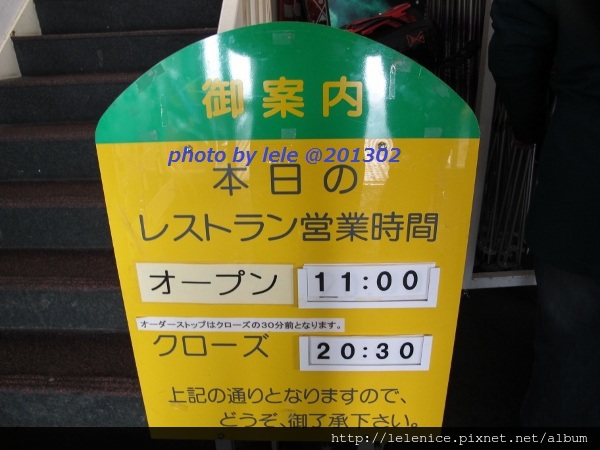 御案内
photo by lele @201302
本日の
レストラン営業時間
オープン 11:00
オーダーストップはクローズの30分前となります。
クローズ 20:30
上記の通りとなりますので、
どうぞ、御了承下さい。
http://lelenice.pixnet.net/album